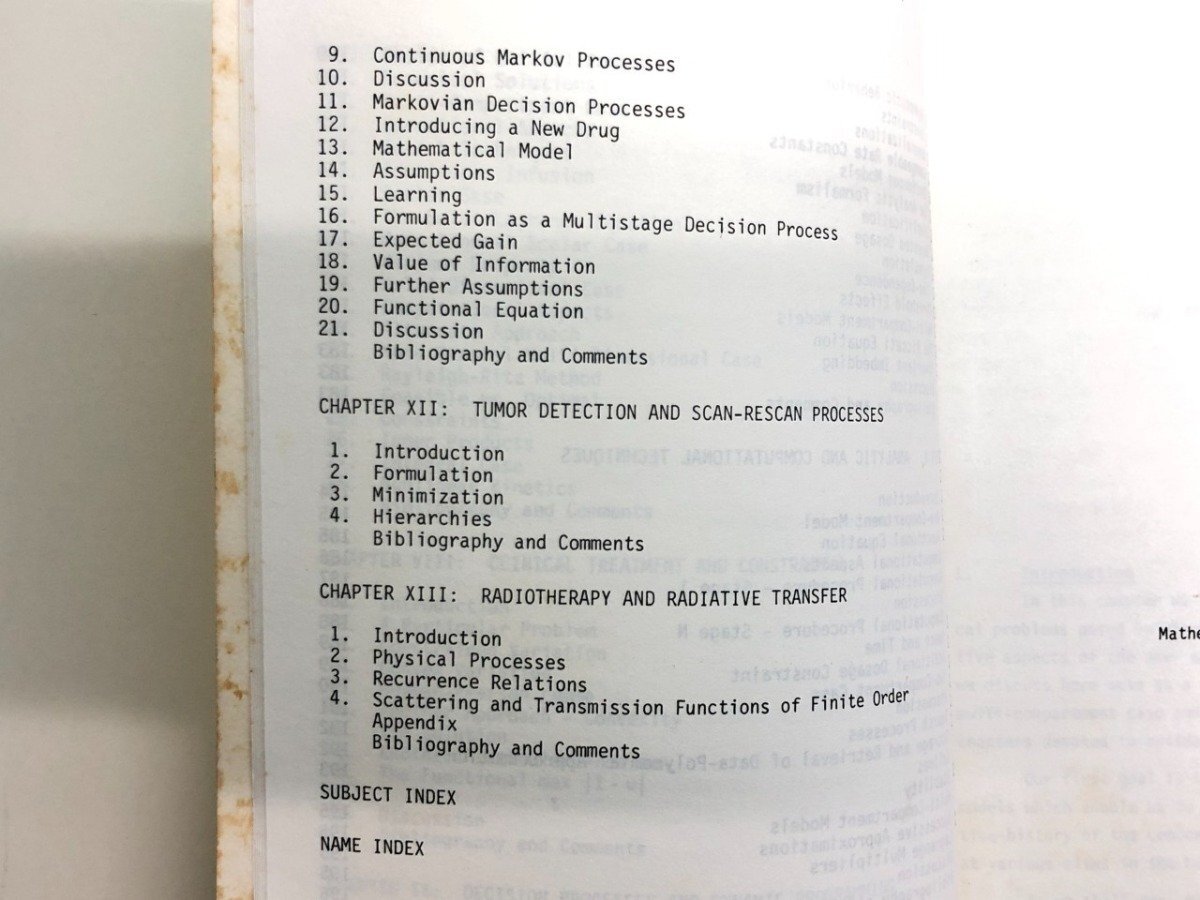 9. Continuous Markov Processes
10. Discussion
11. Markovian Decision Processes
12. Introducing a New Drug
13. Mathematical Model
14. Assumptions
15. Learning
16. Formulation as a Multistage Decision Process
17. Expected Gain
18. Value of Information
19. Further Assumptions
20. Functional Equation
21. Discussion
Bibliography and Comments
CHAPTER XII: TUMOR DETECTION AND SCAN-RESCAN PROCESSES
1. Introduction
2. Formulation
3. Minimization
4. Hierarchies
Bibliography and Comments
CHAPTER XIII: RADIOTHERAPY AND RADIATIVE TRANSFER
1. Introduction
2. Physical Processes
3. Recurrence Relations
4. Scattering and Transmission Functions of Finite Order
Appendix
Bibliography and Comments
SUBJECT INDEX
NAME INDEX
Mathe